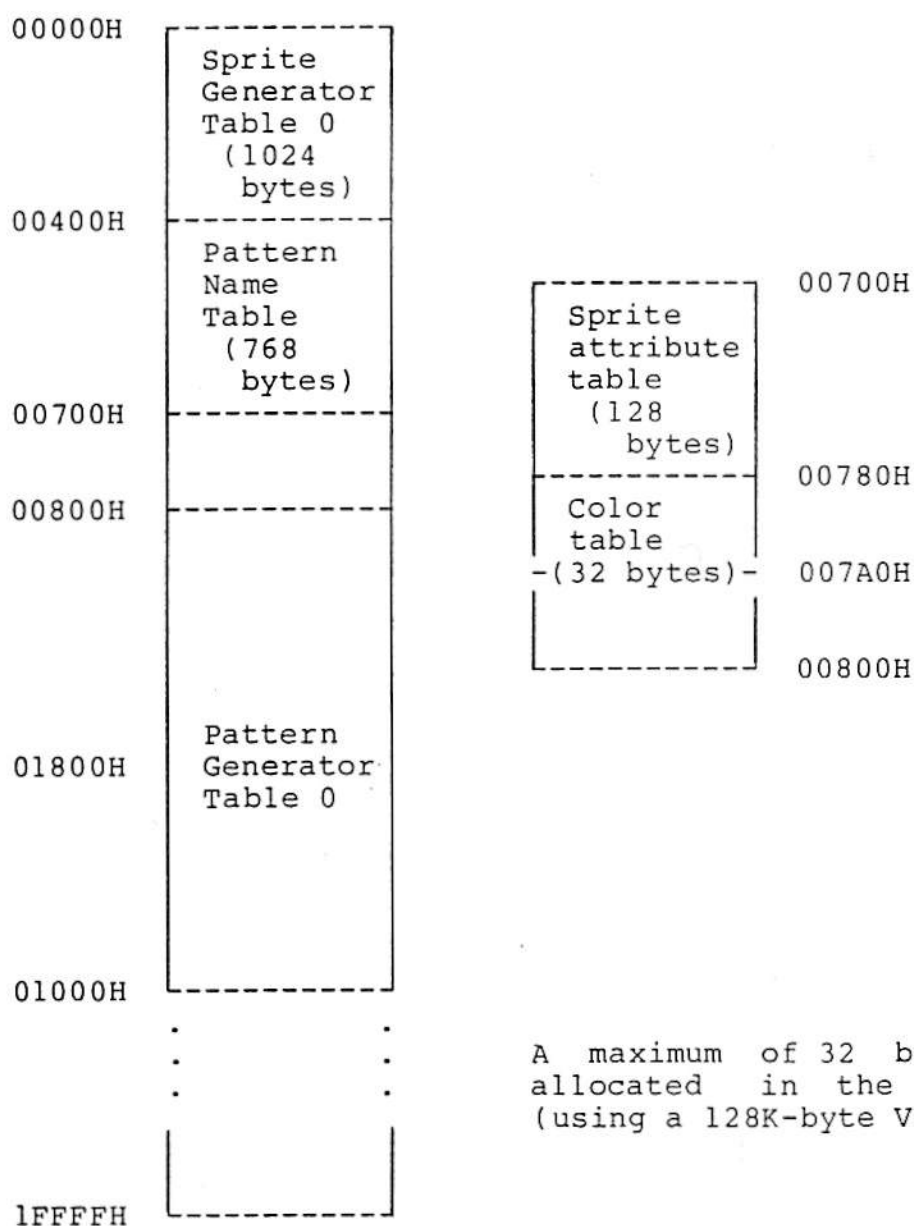 00000H
Sprite
Generator
Table 0
(1024
bytes)
00400H
Pattern
Name
Table
(768
bytes)
00700H
00800H
Pattern
01800H Generator
Table 0
01000H
1FFFFH
00700H
Sprite
attribute
table
(128
bytes)
00780H
Color
table
-(32 bytes)- 007A0H
00800H
A maximum of 32 b
allocated in the
(using a 128K-byte V